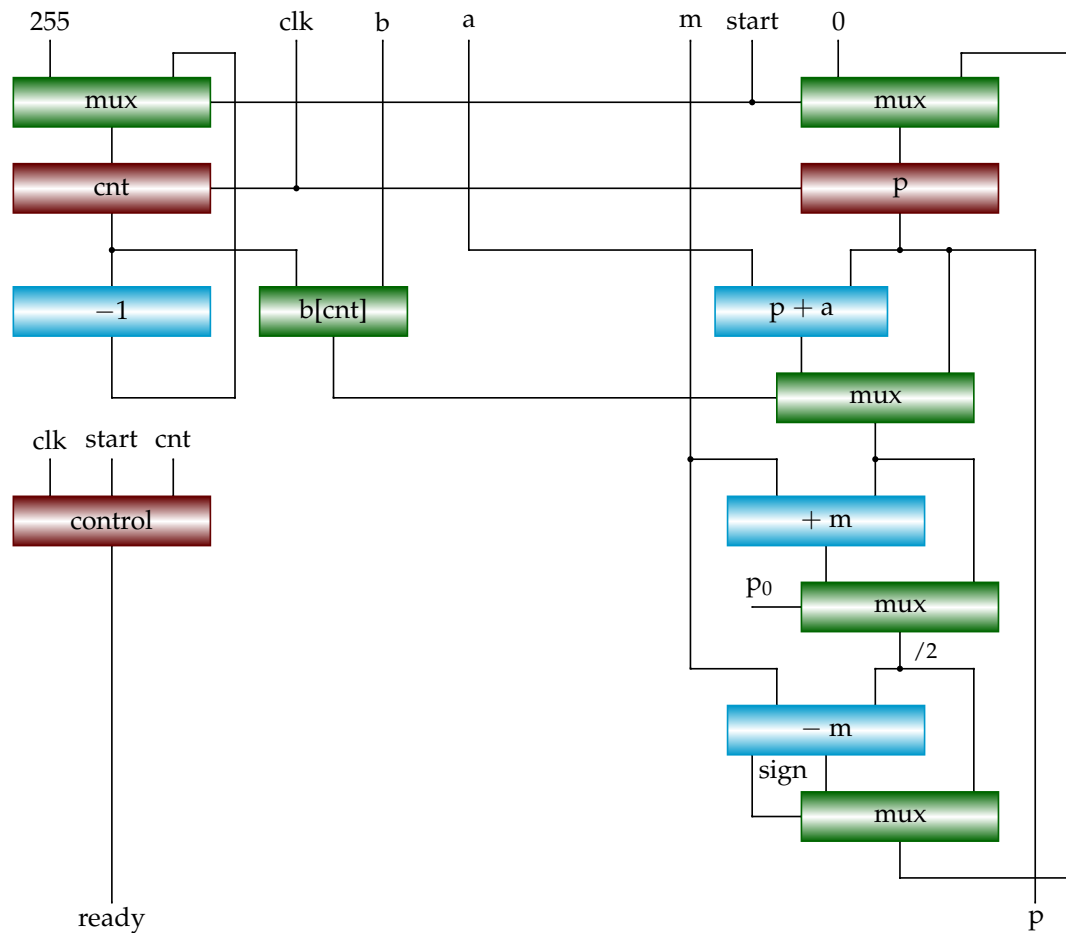 255 clk b a m start 0
mux mux
cnt p
−1 b[cnt] p + a
mux
clk start cnt
control + m
p₀ mux
/2
− m
sign
mux
ready p